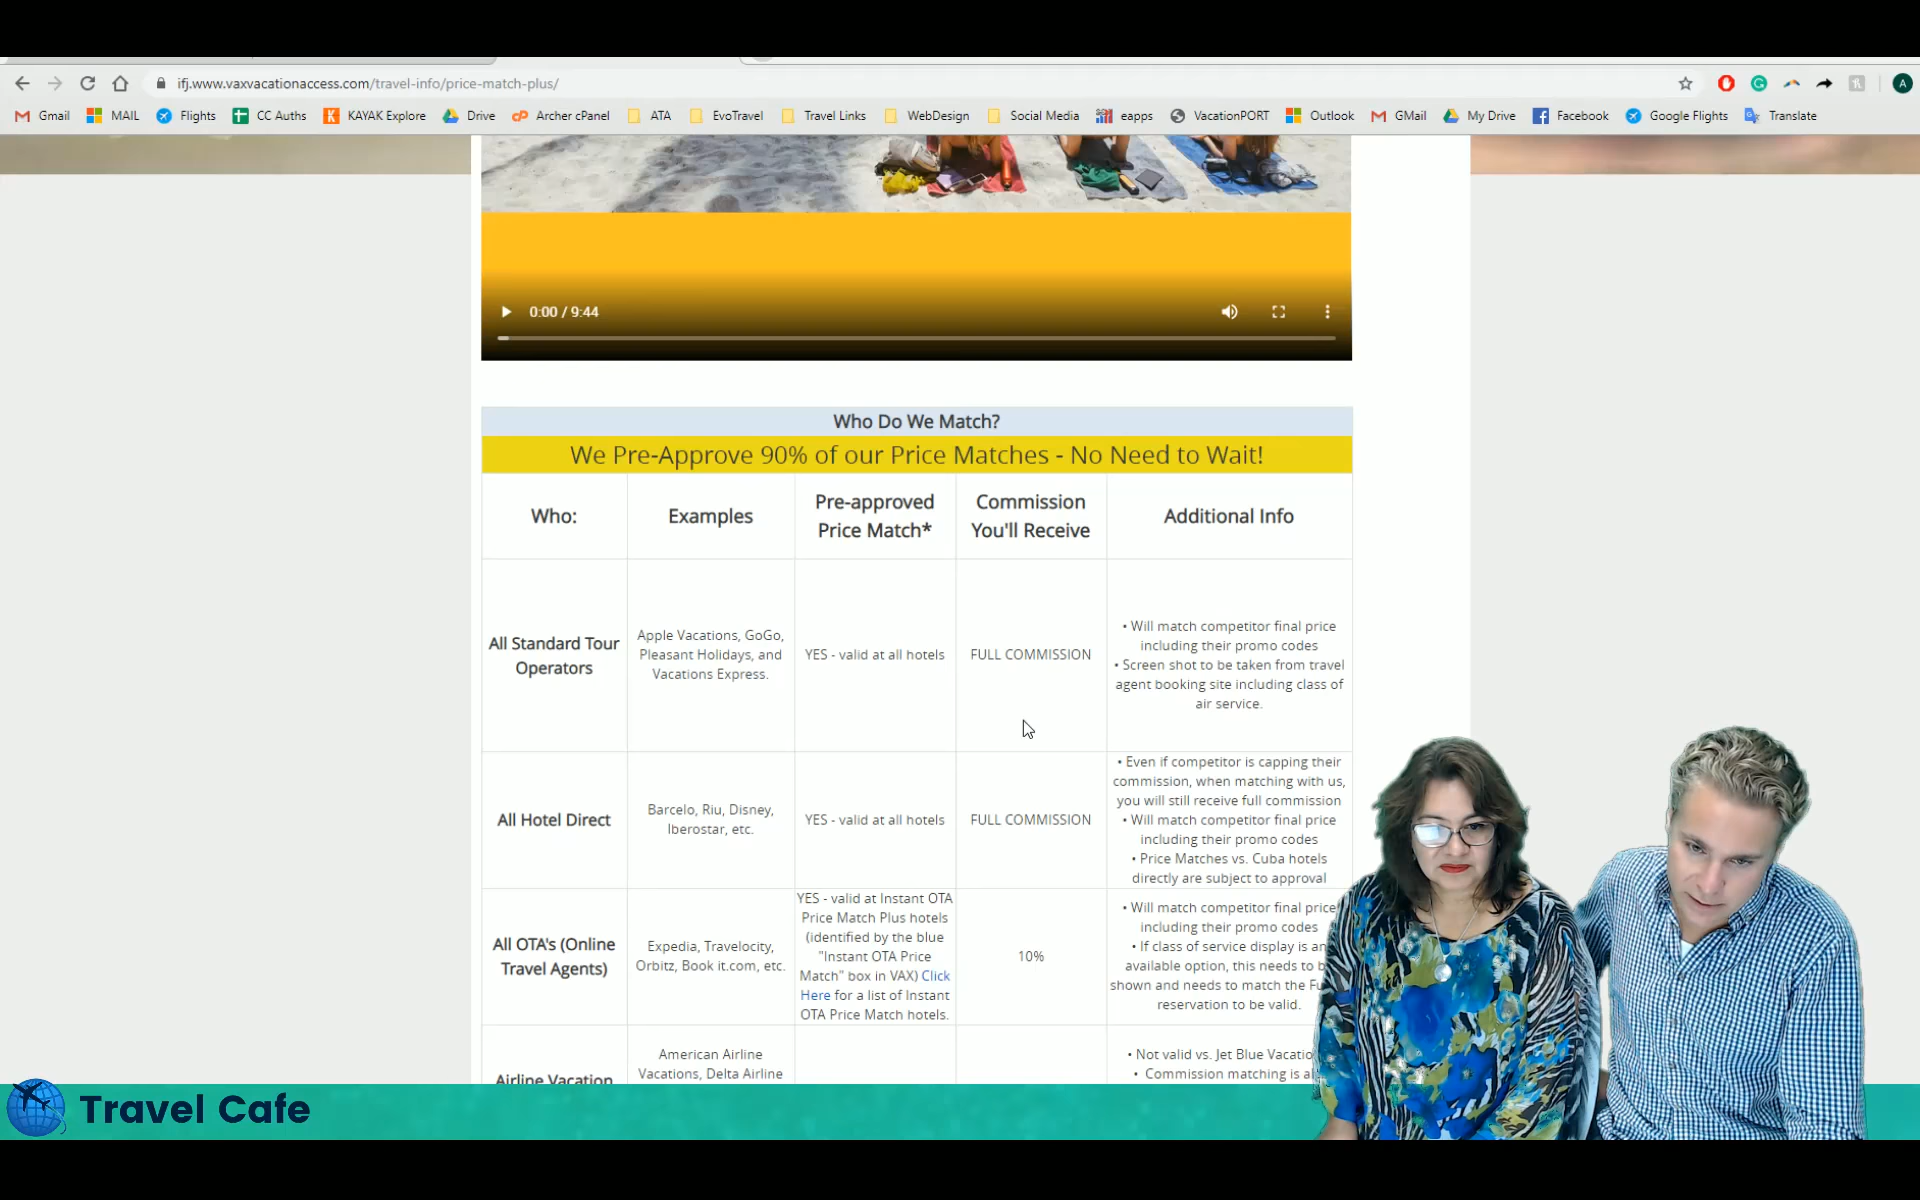 ifj.www.vaxvacationaccess.com/travel-info/price-match-plus/
A
Gmail MAIL Flights CC Auths KAYAK Explore Drive Archer cPanel ATA EvoTravel Travel Links WebDesign Social Media eapps VacationPORT Outlook GMail My Drive Facebook Google Flights Translate
0:00 / 9:44
Who Do We Match?
We Pre-Approve 90% of our Price Matches - No Need to Wait!
Who:
Examples
Pre-approved
Price Match*
Commission
You'll Receive
Additional Info
All Standard Tour
Operators
Apple Vacations, GoGo,
Pleasant Holidays, and
Vacations Express.
YES - valid at all hotels
FULL COMMISSION
• Will match competitor final price
including their promo codes
• Screen shot to be taken from travel
agent booking site including class of
air service.
All Hotel Direct
Barcelo, Riu, Disney,
Iberostar, etc.
YES - valid at all hotels
FULL COMMISSION
• Even if competitor is capping their
commission, when matching with us,
you will still receive full commission
• Will match competitor final price
including their promo codes
• Price Matches vs. Cuba hotels
directly are subject to approval
All OTA's (Online
Travel Agents)
Expedia, Travelocity,
Orbitz, Book it.com, etc.
YES - valid at Instant OTA
Price Match Plus hotels
(identified by the blue
"Instant OTA Price
Match" box in VAX) Click
Here for a list of Instant
OTA Price Match hotels.
10%
• Will match competitor final price
including their promo codes
• If class of service display is an
available option, this needs to
shown and needs to match the
reservation to be valid.
Airline Vacation
American Airline
Vacations, Delta Airline
• Not valid vs. Jet Blue
• Commission matching is
Travel Cafe